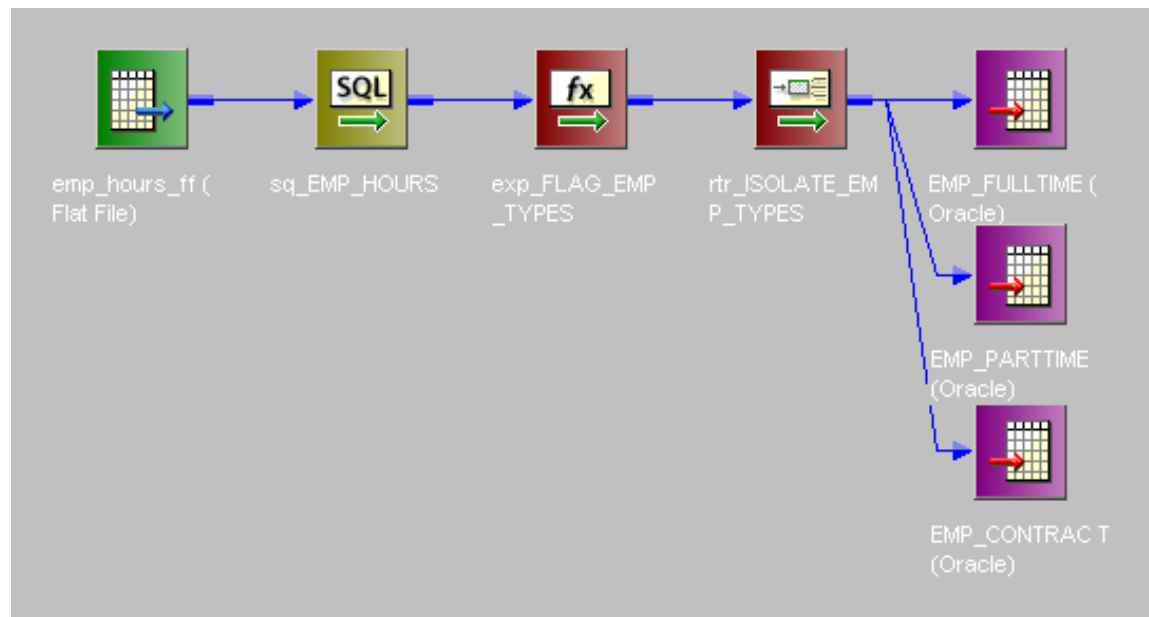 SQL
fx
emp_hours_ff (
Flat File)
sq_EMP_HOURS
exp_FLAG_EMP
_TYPES
rtr_ISOLATE_EM
P_TYPES
EMP_FULLTIME (
Oracle)
EMP_PARTTIME
(Oracle)
EMP_CONTRAC T
(Oracle)